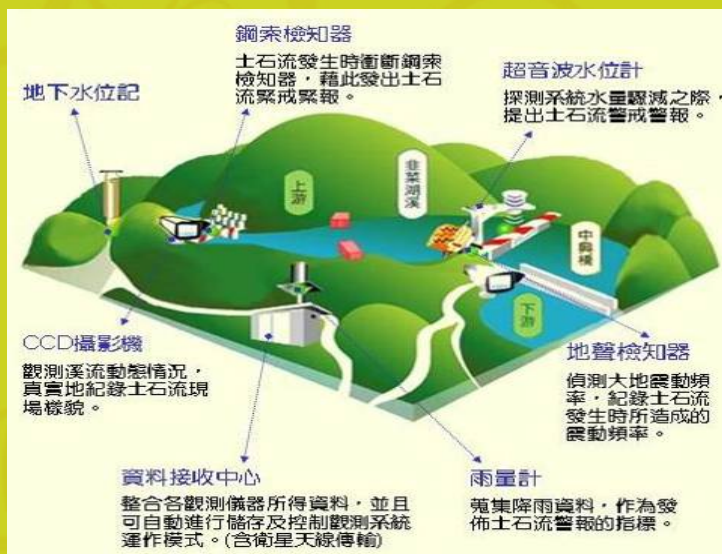 鋼索檢知器
土石流發生時衝斷鋼索
檢知器，藉此發出土石
流緊戒緊報。
超音波水位計
探測系統水量驟減之際，
提出土石流警戒警報。
地下水位記
上游
韭菜湖溪
中興橋
下游
CCD攝影機
觀測溪流動態情況，
真實地紀錄土石流現
場樣貌。
地聲檢知器
偵測大地震動頻
率，紀錄土石流
發生時所造成的
震動頻率。
資料接收中心
整合各觀測儀器所得資料，並且
可自動進行儲存及控制觀測系統
運作模式。(含衛星天線傳輸)
雨量計
蒐集降雨資料，作為發
佈土石流警報的指標。